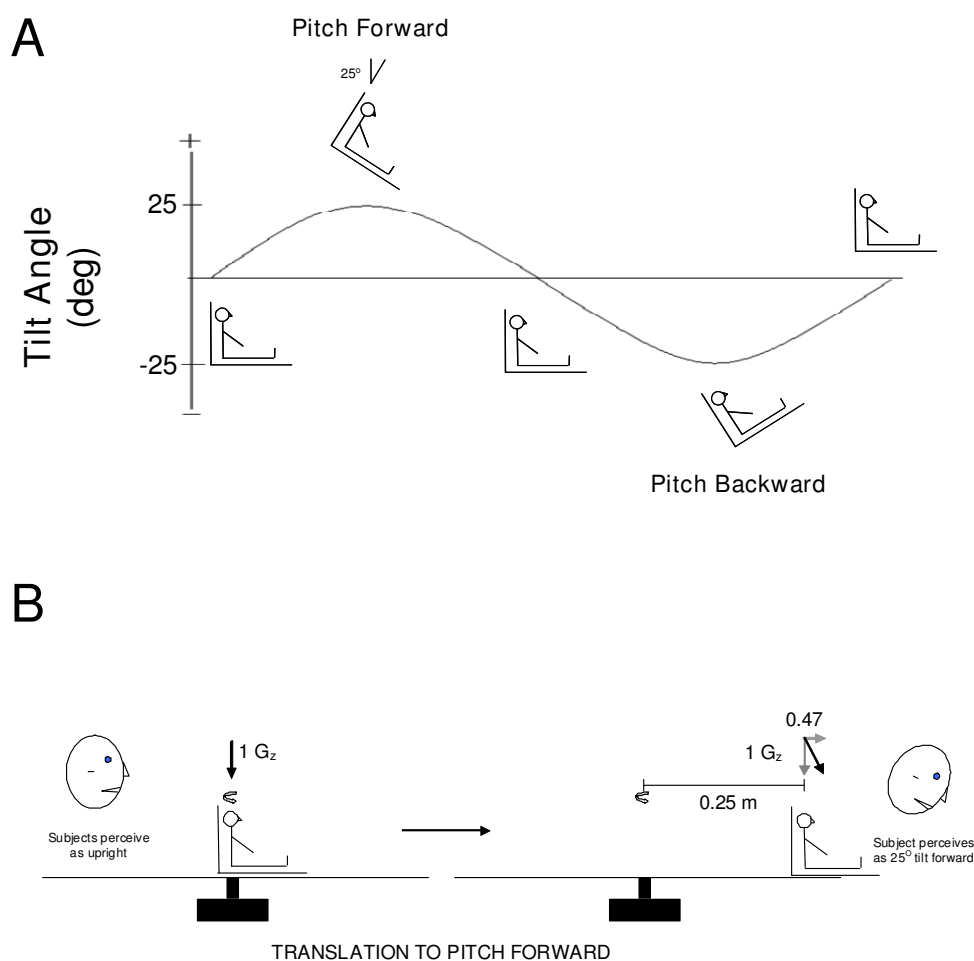 A
Pitch Forward
25°
+
25
Tilt Angle
(deg)
-25
Pitch Backward
B
0.47
1 Gz
1 Gz
0.25 m
Subjects perceive
as upright
Subject perceives
as 25° tilt forward
TRANSLATION TO PITCH FORWARD